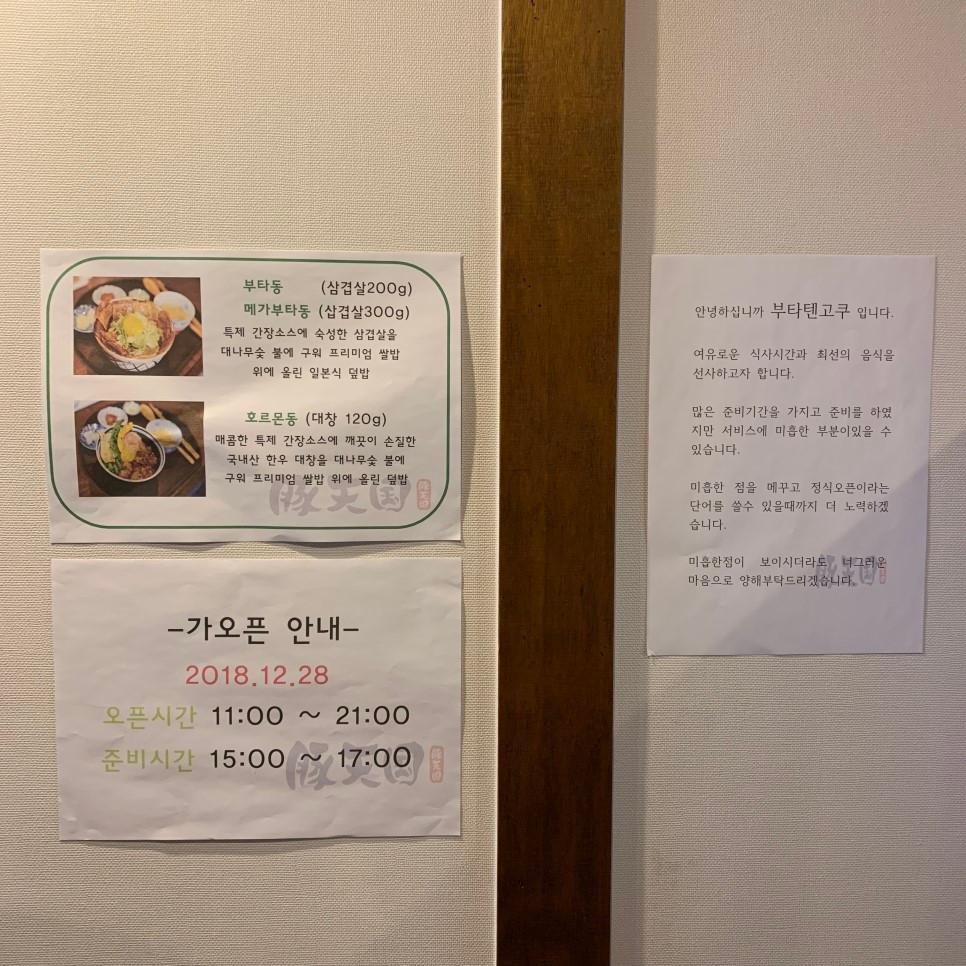 부타동 (삼겹살200g)
메가부타동 (삽겹살300g)
특제 간장소스에 숙성한 삼겹살을
대나무숯 불에 구워 프리미엄 쌀밥
위에 올린 일본식 덮밥
호르몬동 (대창 120g)
매콤한 특제 간장소스에 깨끗이 손질한
국내산 한우 대창을 대나무숯 불에
구워 프리미엄 쌀밥 위에 올린 덮밥
豚天国
-가오픈 안내-
2018.12.28
오픈시간 11:00 ~ 21:00
준비시간 15:00 ~ 17:00
豚天国
안녕하십니까 부타텐고쿠 입니다.
여유로운 식사시간과 최선의 음식을
선사하고자 합니다.
많은 준비기간을 가지고 준비를 하였
지만 서비스에 미흡한 부분이있을 수
있습니다.
미흡한 점을 메꾸고 정식오픈이라는
단어를 쓸수 있을때까지 더 노력하겠
습니다.
미흡한점이 보이시더라도 너그러운
마음으로 양해부탁드리겠습니다.
豚天国